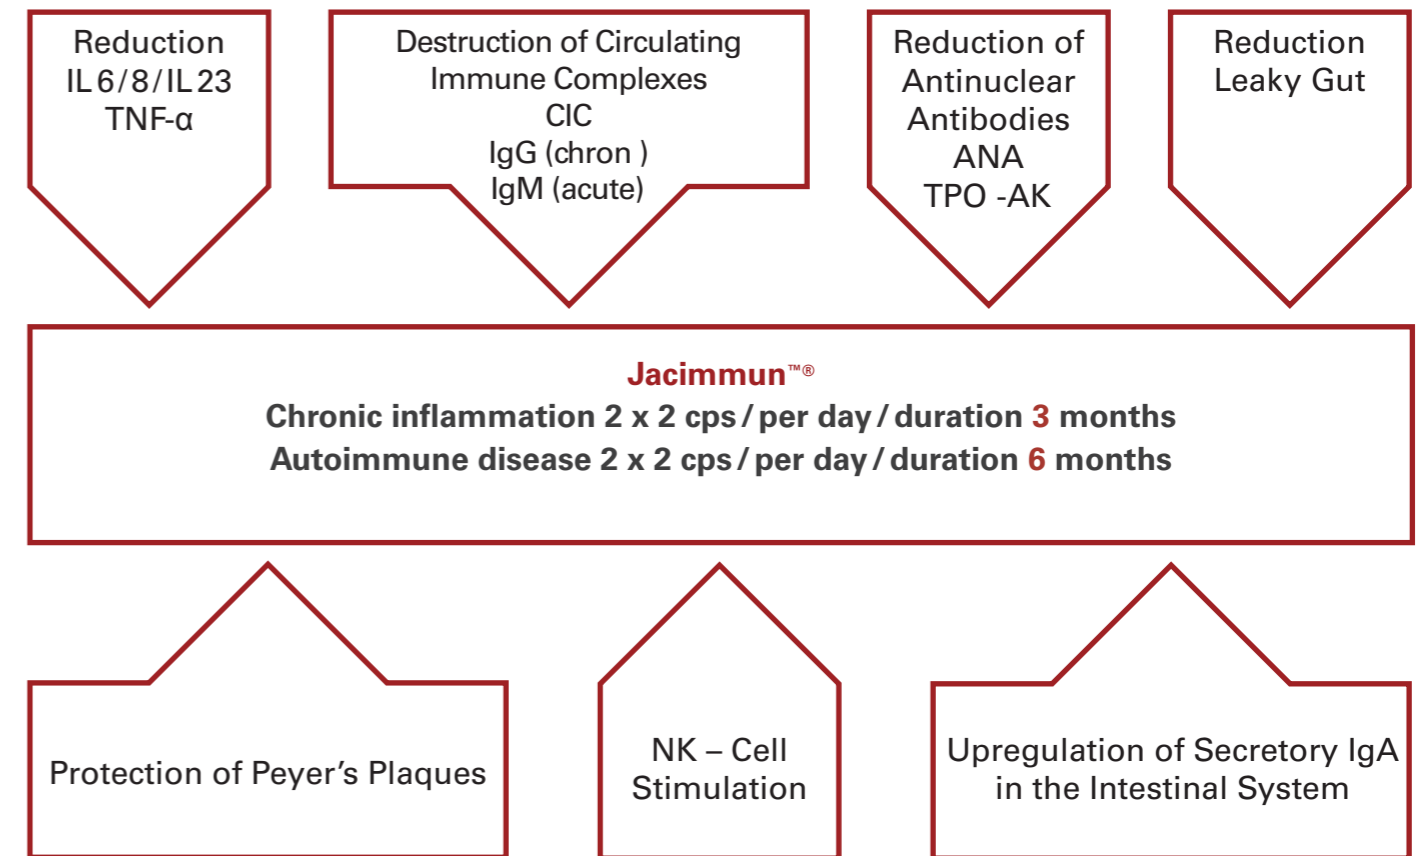 Reduction
IL 6/8/IL 23
TNF-α
Destruction of Circulating
Immune Complexes
CIC
IgG (chron )
IgM (acute)
Reduction of
Antinuclear
Antibodies
ANA
TPO -AK
Reduction
Leaky Gut
Jacimmun™®
Chronic inflammation 2 x 2 cps / per day / duration 3 months
Autoimmune disease 2 x 2 cps / per day / duration 6 months
Protection of Peyer’s Plaques
NK – Cell
Stimulation
Upregulation of Secretory IgA
in the Intestinal System